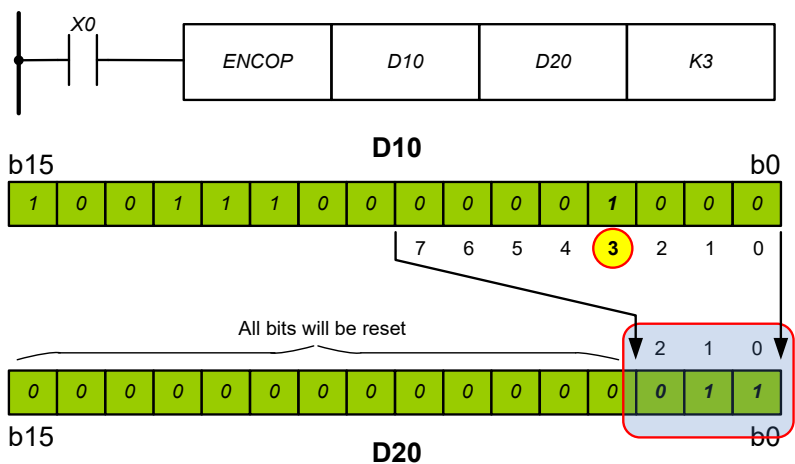 X0
ENCOP D10 D20 K3
D10
b15 b0
1 0 0 1 1 1 0 0 0 0 0 0 1 0 0 0
7 6 5 4 3 2 1 0
All bits will be reset
2 1 0
0 0 0 0 0 0 0 0 0 0 0 0 0 0 1 1
b15 b0
D20